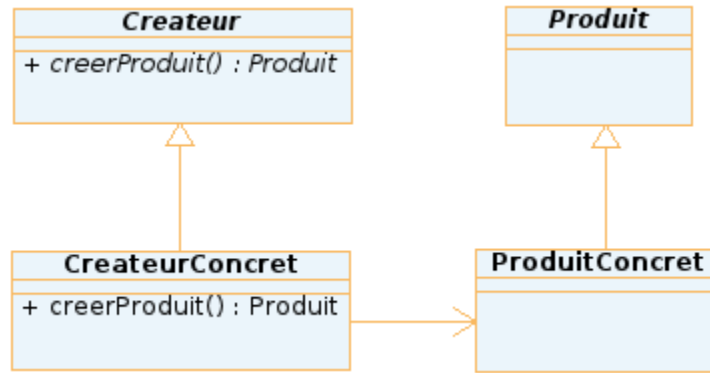 Createur
+ creerProduit() : Produit
Produit
CreateurConcret
+ creerProduit() : Produit
ProduitConcret